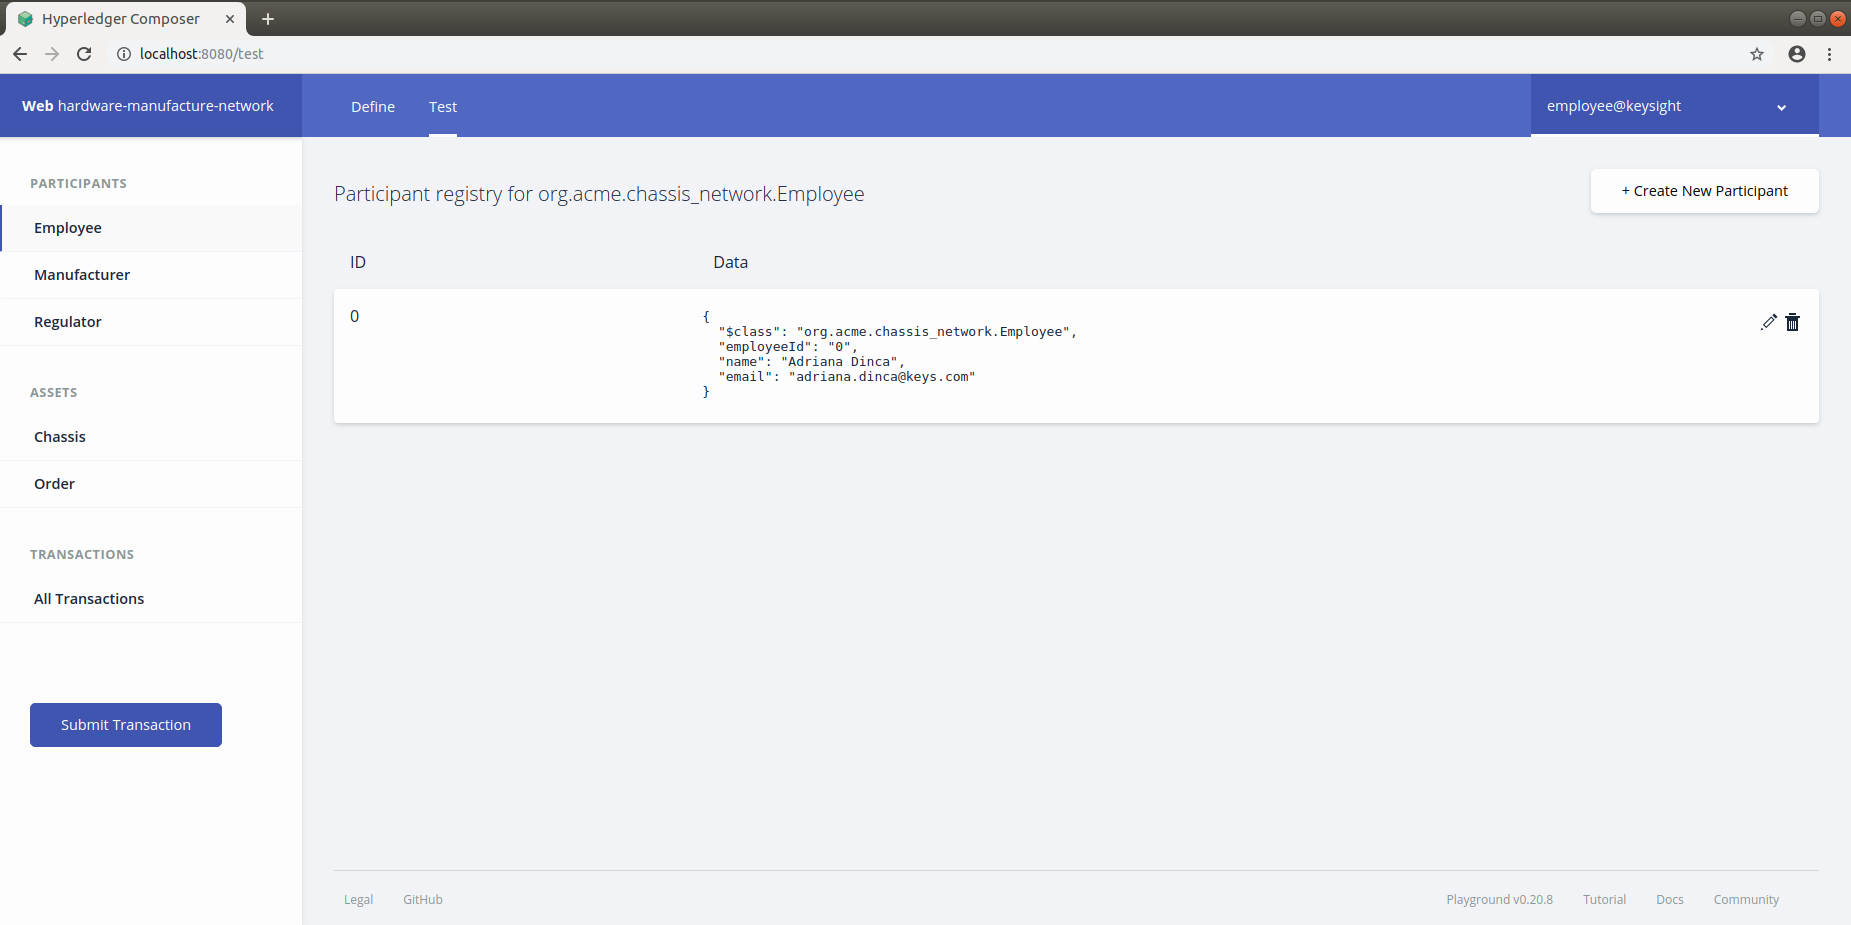 Hyperledger Composer
localhost:8080/test
Web hardware-manufacture-network
Define
Test
employee@keysight
PARTICIPANTS
Employee
Manufacturer
Regulator
ASSETS
Chassis
Order
TRANSACTIONS
All Transactions
Submit Transaction
Participant registry for org.acme.chassis_network.Employee
+ Create New Participant
ID
Data
0
{
"$class": "org.acme.chassis_network.Employee",
"employeeId": "0",
"name": "Adriana Dinca",
"email": "adriana.dinca@keys.com"
}
Legal
GitHub
Playground v0.20.8
Tutorial
Docs
Community